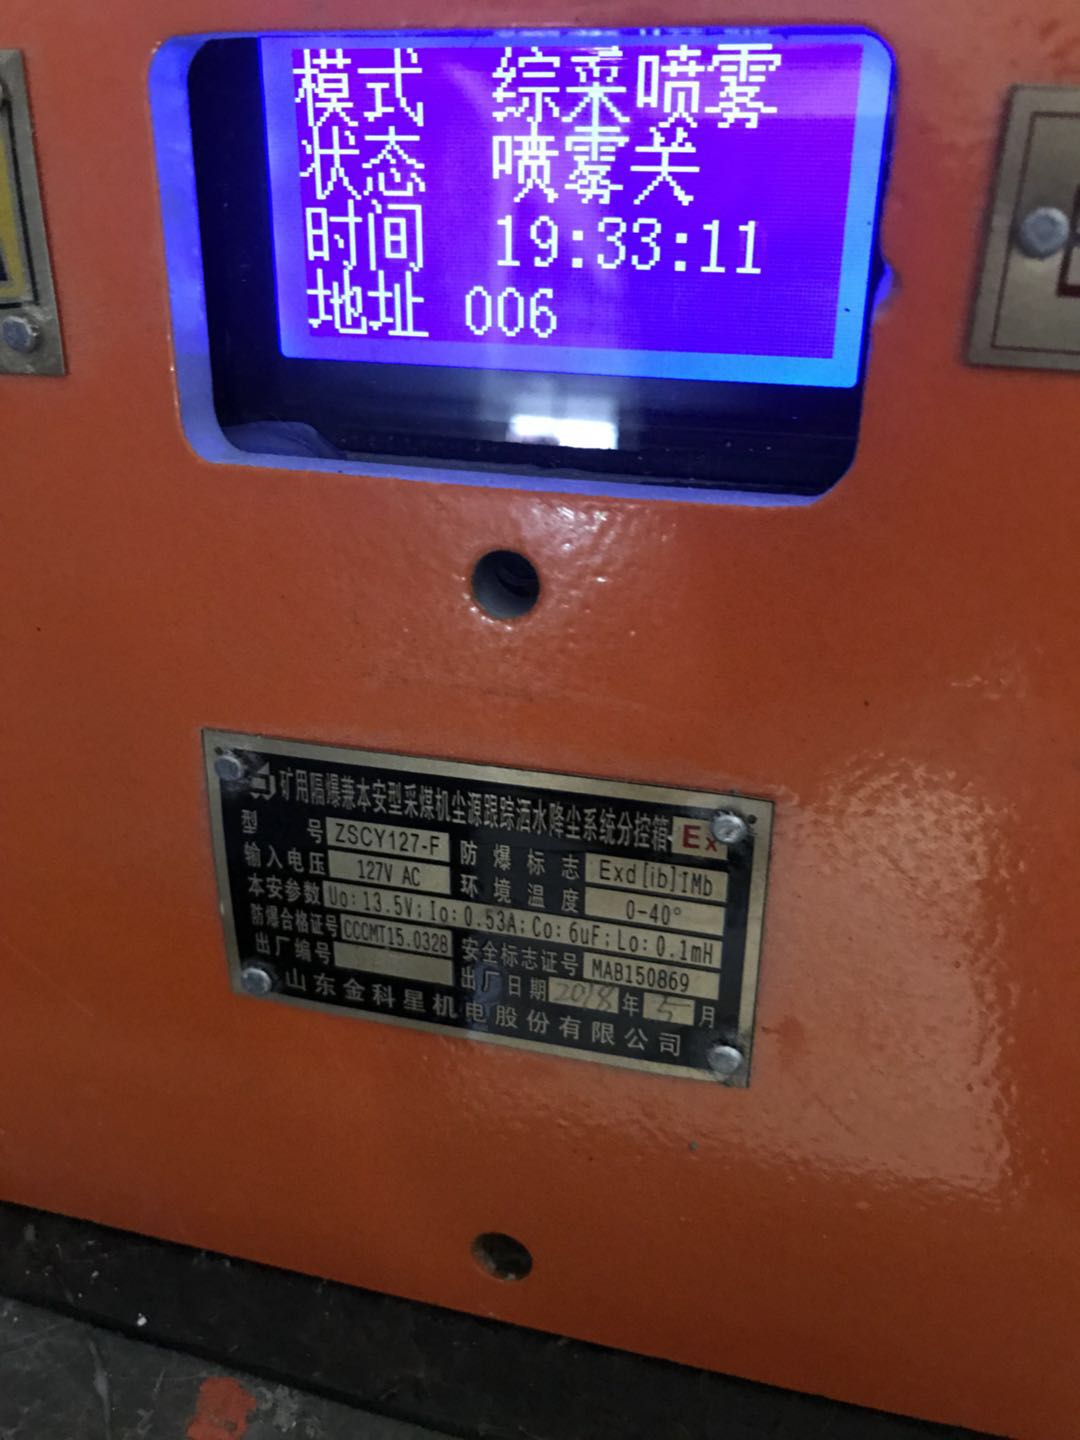 模式 综采喷雾
状态 喷雾关
时间 19:33:11
地址 006
矿用隔爆兼本安型采煤机尘源跟踪洒水降尘系统分控箱 Ex
型 号 ZSCY127-F 防爆标志 Exd[ib]IMb
输入电压 127V AC 环境温度 0-40°
本安参数 Uo:13.5V;Io:0.53A;Co:6uF;Lo:0.1mH
防爆合格证号 CCCMT15.0328 安全标志证号 MAB150869
出厂编号 出厂日期 2018 年 5 月
山东金科星机电股份有限公司